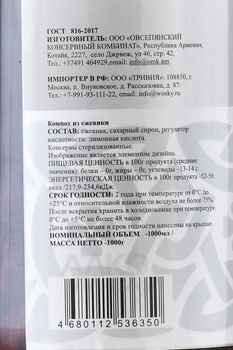 ГОСТ 816-2017
ИЗГОТОВИТЕЛЬ: ООО «ОВСЕПЯНСКИЙ
КОНСЕРВНЫЙ КОМБИНАТ», Республика Армения,
Котайк, 2227, село Джрвеж, ул. 62, стр. 42,
тел.: +37491404929, email: info@omk.am
ИМПОРТЕР В РФ: ООО «ТРИВИЯ» 108850, г.
Москва, п. Внуковское, д. Рассказовка, д. 87;
тел.: +7-991-93-111-22, email: info@wosky.ru
Компот из ежевики
СОСТАВ: ежевика, сахарный сироп, регулятор
кислотности: лимонная кислота.
Консервы стерилизованные.
Изображение является элементом дизайна.
ПИЩЕВАЯ ЦЕННОСТЬ в 100г продукта (средние
значения): белки – 0г, жиры – 0г, углеводы –13-14 г.
ЭНЕРГЕТИЧЕСКАЯ ЦЕННОСТЬ в 100г продукта -52-56
ккал /217,9-234,6кДж.
СРОК ГОДНОСТИ: 2 года при температуре от 0°C до
+25°C и относительной влажности воздуха не более 75%.
После вскрытия хранить в холодильнике при температуре
0°C до +5°C не более 48 часов
Дата изготовления и срок годности нанесены на крышке.
НОМИНАЛЬНЫЙ ОБЪЕМ -1000мл /
МАССА НЕТТО -1000г
4 680112 536350